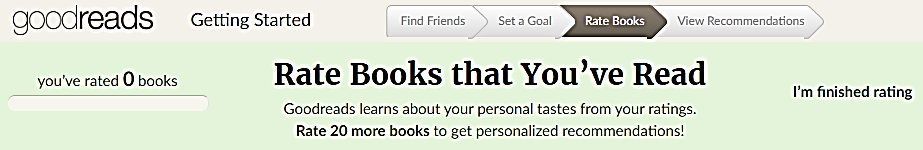 goodreads Getting Started Find Friends Set a Goal Rate Books View Recommendations
you've rated 0 books
Rate Books that You've Read
Goodreads learns about your personal tastes from your ratings.
Rate 20 more books to get personalized recommendations!
I'm finished rating